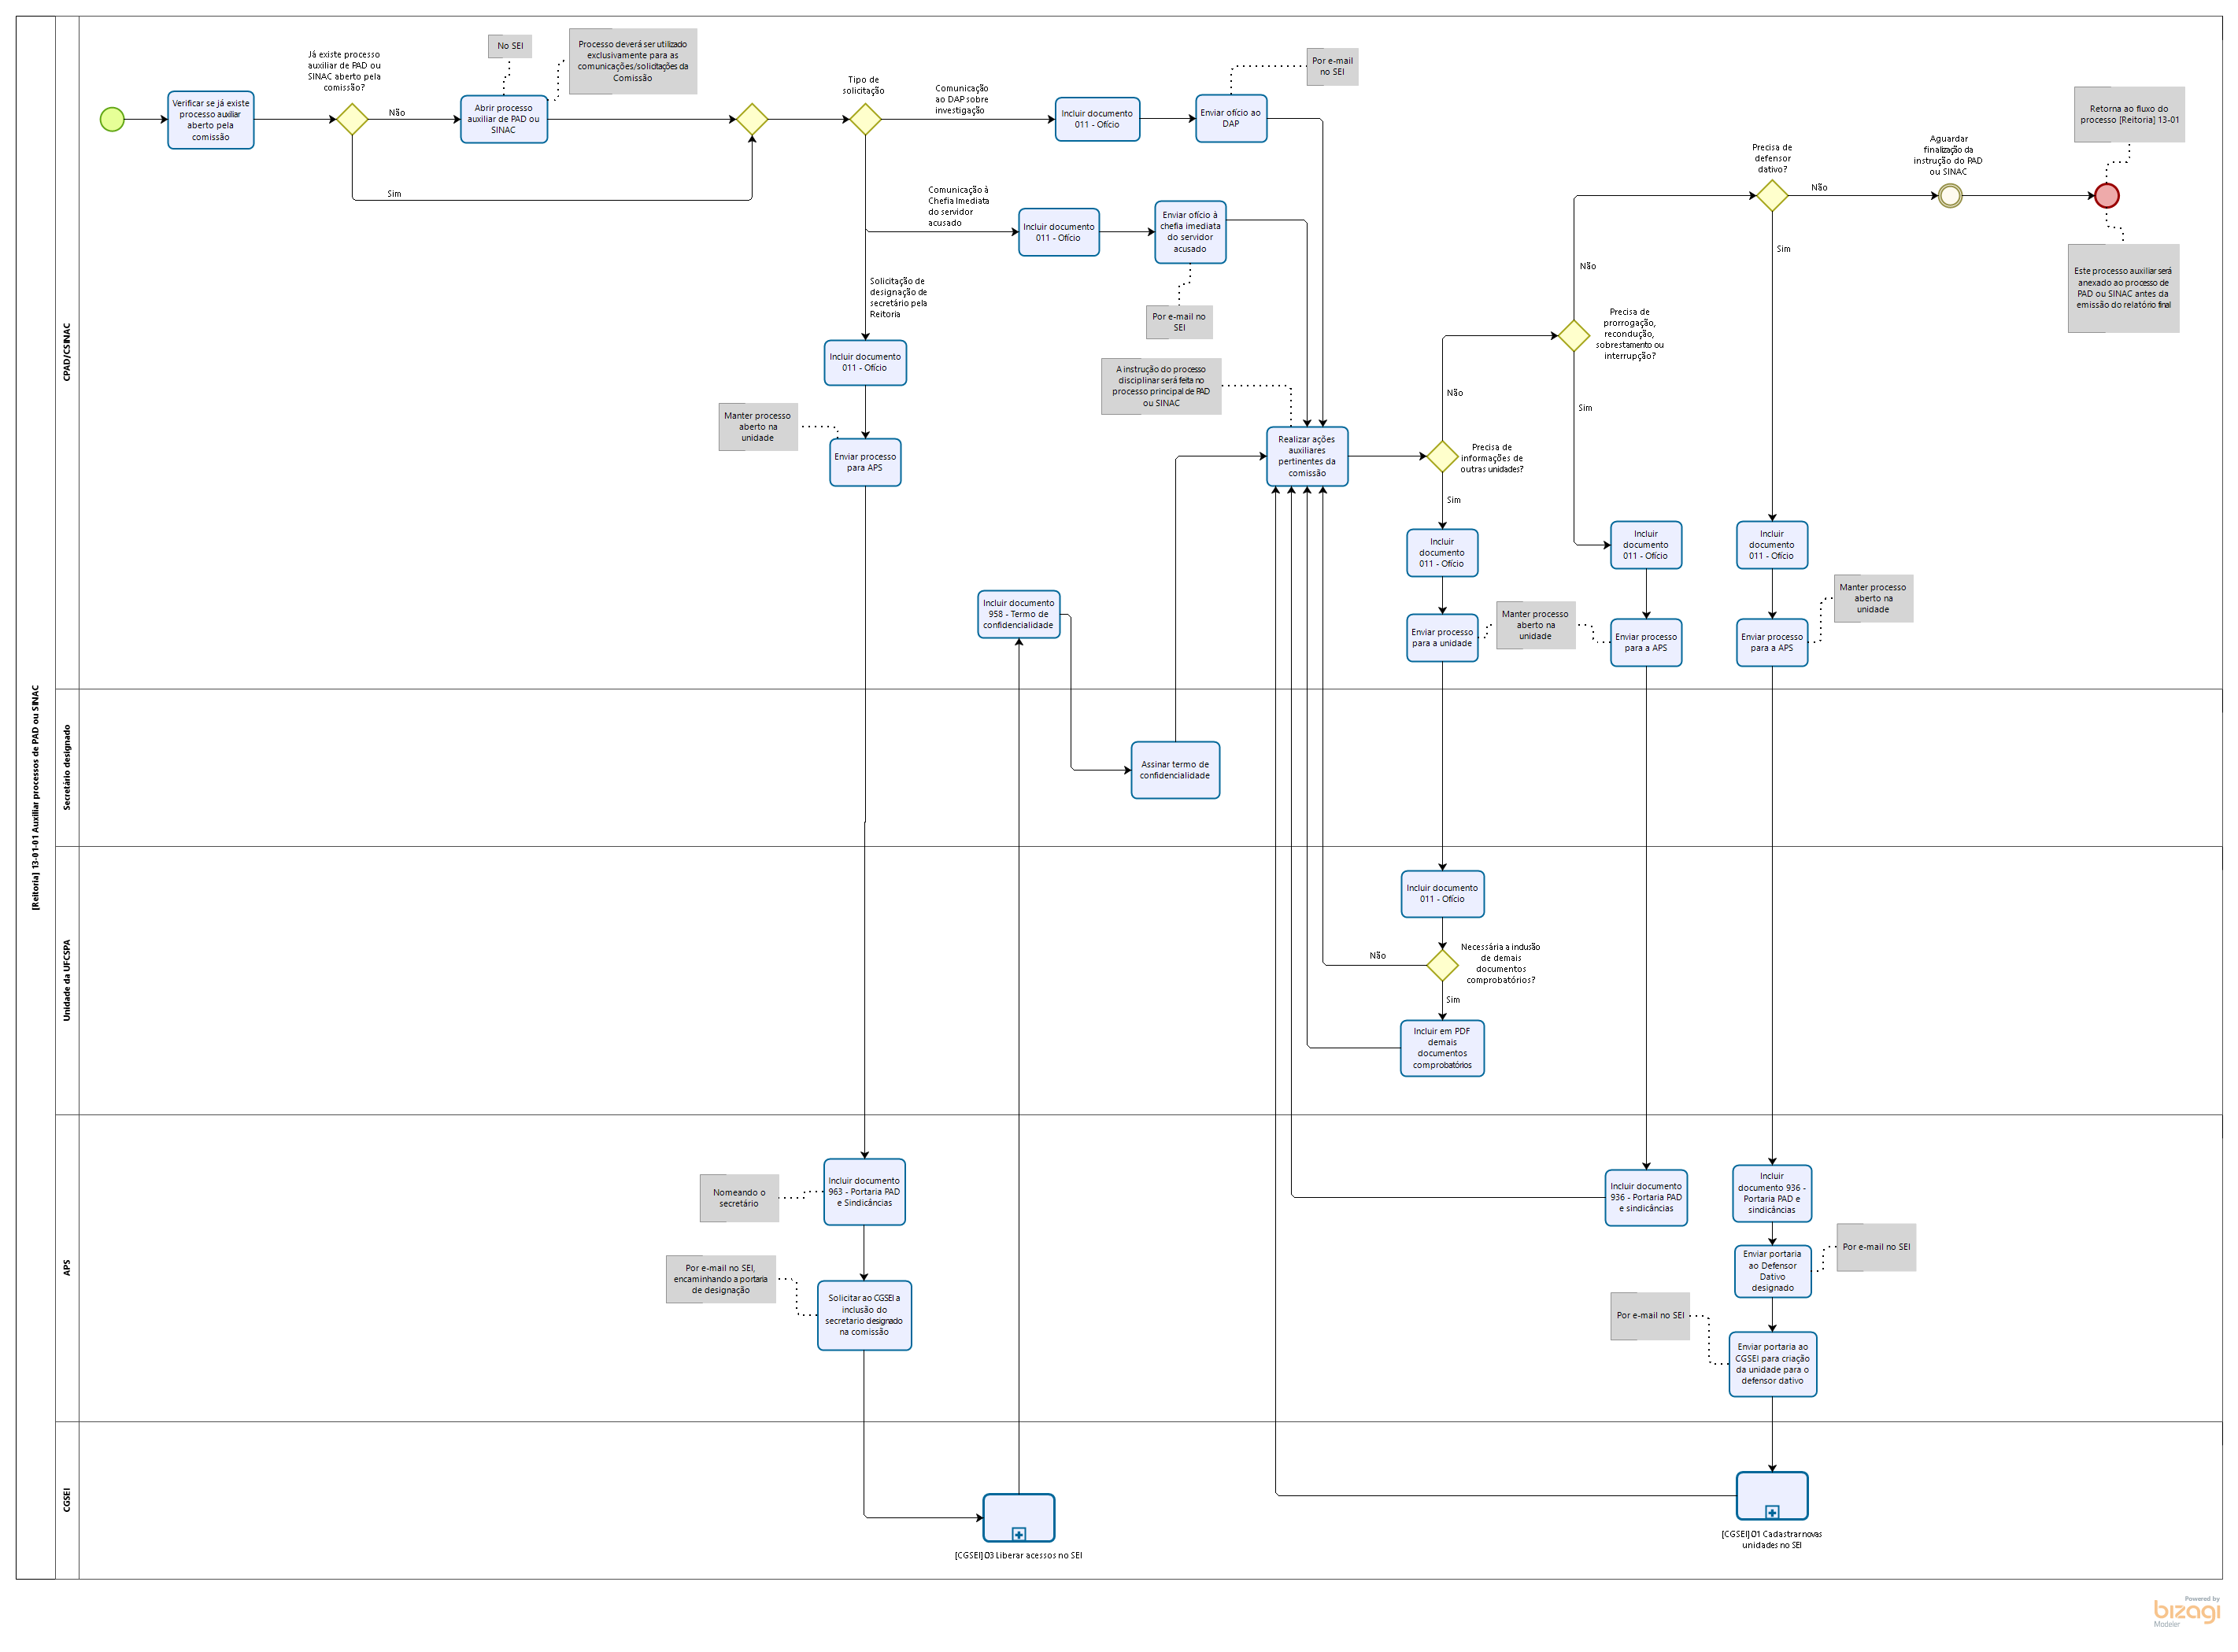 [Reitoria] 13-01-01 Auxiliar processos de PAD ou SINAC
CPAD/CSINAC
Verificar se já existe
processo auxiliar
aberto pela
comissão
Já existe processo
auxiliar de PAD ou
SINAC aberto pela
comissão?
Não
Sim
No SEI
Processo deverá ser utilizado
exclusivamente para as
comunicações/solicitações da
Comissão
Abrir processo
auxiliar de PAD ou
SINAC
Tipo de
solicitação
Comunicação
ao DAP sobre
investigação
Incluir documento
011 - Ofício
Enviar ofício ao
DAP
Por e-mail
no SEI
Comunicação à
Chefia Imediata
do servidor
acusado
Incluir documento
011 - Ofício
Enviar ofício à
chefia imediata
do servidor
acusado
Por e-mail no
SEI
Solicitação de
designação de
secretário pela
Reitoria
Incluir documento
011 - Ofício
Manter processo
aberto na
unidade
Enviar processo
para APS
A instrução do processo
disciplinar será feita no
processo principal de PAD
ou SINAC
Realizar ações
auxiliares
pertinentes da
comissão
Precisa de
informações de
outras unidades?
Não
Sim
Precisa de
prorrogação,
recondução,
sobrestamento ou
interrupção?
Não
Sim
Precisa de
defensor
dativo?
Não
Sim
Aguardar
finalização da
instrução do PAD
ou SINAC
Retorna ao fluxo do
processo [Reitoria] 13-01
Este processo auxiliar será
anexado ao processo de
PAD ou SINAC antes da
emissão do relatório final
Incluir
documento
011 - Ofício
Enviar processo
para a unidade
Manter processo
aberto na
unidade
Incluir
documento
011 - Ofício
Enviar processo
para a APS
Incluir
documento
011 - Ofício
Enviar processo
para a APS
Manter processo
aberto na
unidade
Incluir documento
958 - Termo de
confidencialidade
Secretário designado
Assinar termo de
confidencialidade
Unidade da UFCSPA
Incluir documento
011 - Ofício
Necessária a inclusão
de demais
documentos
comprobatórios?
Não
Sim
Incluir em PDF
demais
documentos
comprobatórios
APS
Nomeando o
secretário
Incluir documento
963 - Portaria PAD
e Sindicâncias
Por e-mail no SEI,
encaminhando a portaria
de designação
Solicitar ao CGSEI a
inclusão do
secretario designado
na comissão
Incluir documento
936 - Portaria PAD
e sindicâncias
Incluir
documento 936 -
Portaria PAD e
sindicâncias
Enviar portaria
ao Defensor
Dativo
designado
Por e-mail no SEI
Por e-mail no SEI
Enviar portaria ao
CGSEI para criação
da unidade para o
defensor dativo
CGSEI
[CGSEI]03 Liberar acessos no SEI
[CGSEI]01 Cadastrar novas
unidades no SEI
Powered by
bizagi
Modeler